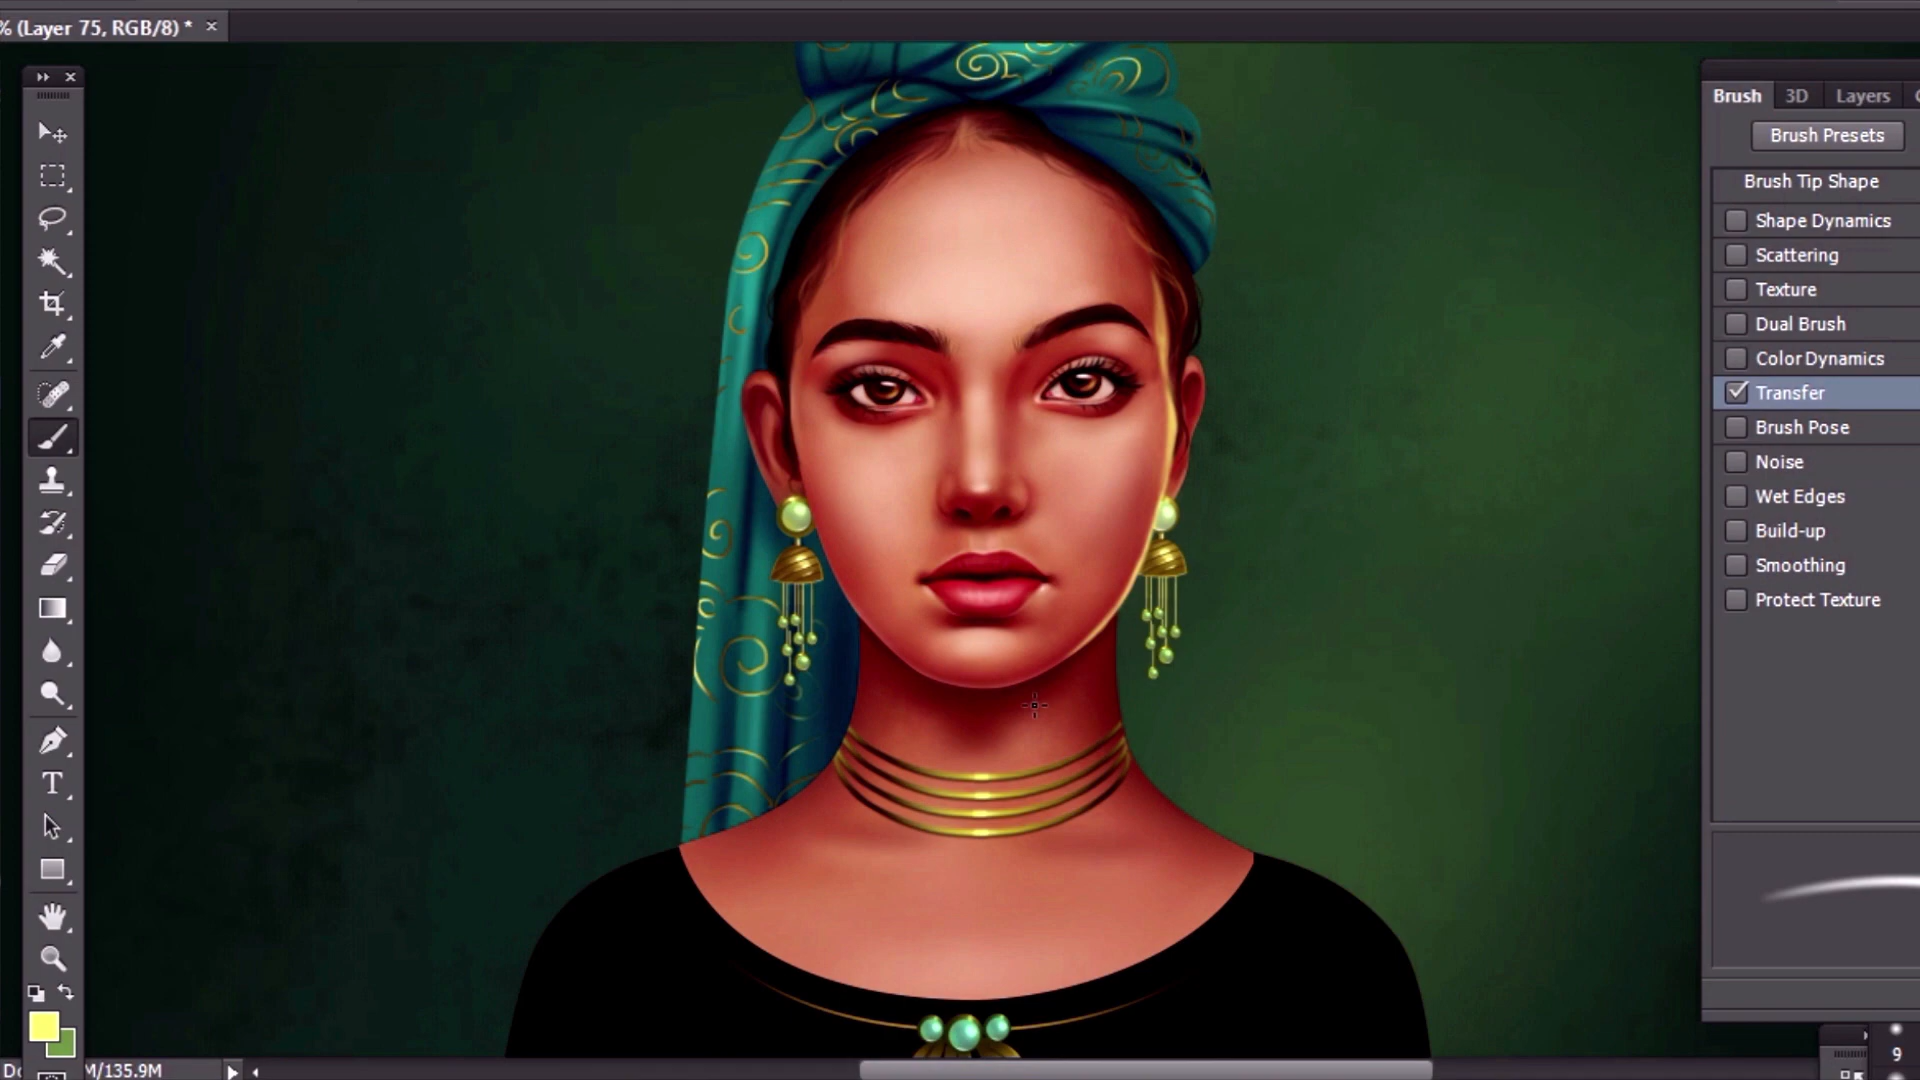 % (Layer 75, RGB/8) * ×
Brush 3D Layers
Brush Presets
Brush Tip Shape
Shape Dynamics
Scattering
Texture
Dual Brush
Color Dynamics
Transfer
Brush Pose
Noise
Wet Edges
Build-up
Smoothing
Protect Texture
T
M/135.9M
9